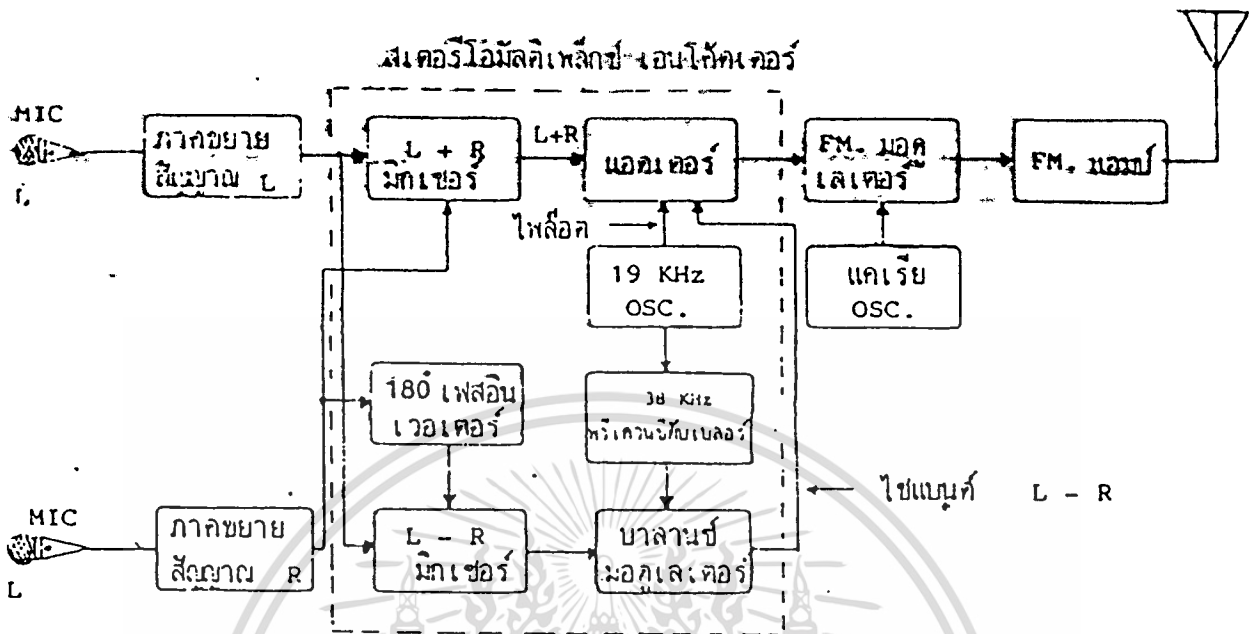 สเตอรีโอมัลติเพล็กซ์ เอนโค้ดเตอร์
MIC
ภาคขยาย
สัญญาณ L
L + R
มิกเซอร์
L+R
แอดเดอร์
FM. มอดู
เลเตอร์
FM. แอมป์
ไพล๊อต
19 KHz
OSC.
แคเรีย
OSC.
180 เฟสอิน
เวอเตอร์
38 KHz
ไซแบนด์ L - R
MIC
L
ภาคขยาย
สัญญาณ R
L - R
มิกเซอร์
บาลานซ์
มอดูเลเตอร์